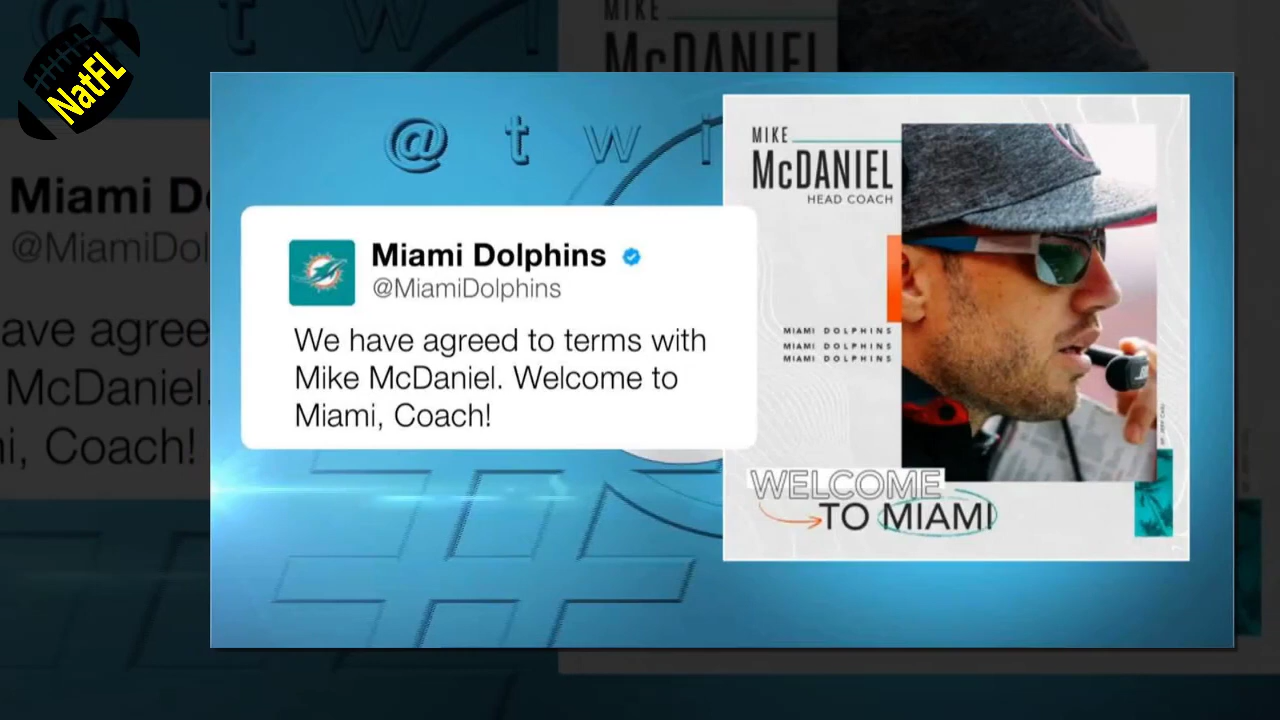 NatFL
@ t w i
MIKE
McDANIEL
HEAD COACH
Miami Dolphins
@MiamiDolphins
We have agreed to terms with
Mike McDaniel. Welcome to
Miami, Coach!
MIAMI DOLPHINS
MIAMI DOLPHINS
MIAMI DOLPHINS
WELCOME
TO MIAMI
#
MIKE
McDANIEL
Miami Do
@MiamiDol
ave agree
McDaniel.
i, Coach!